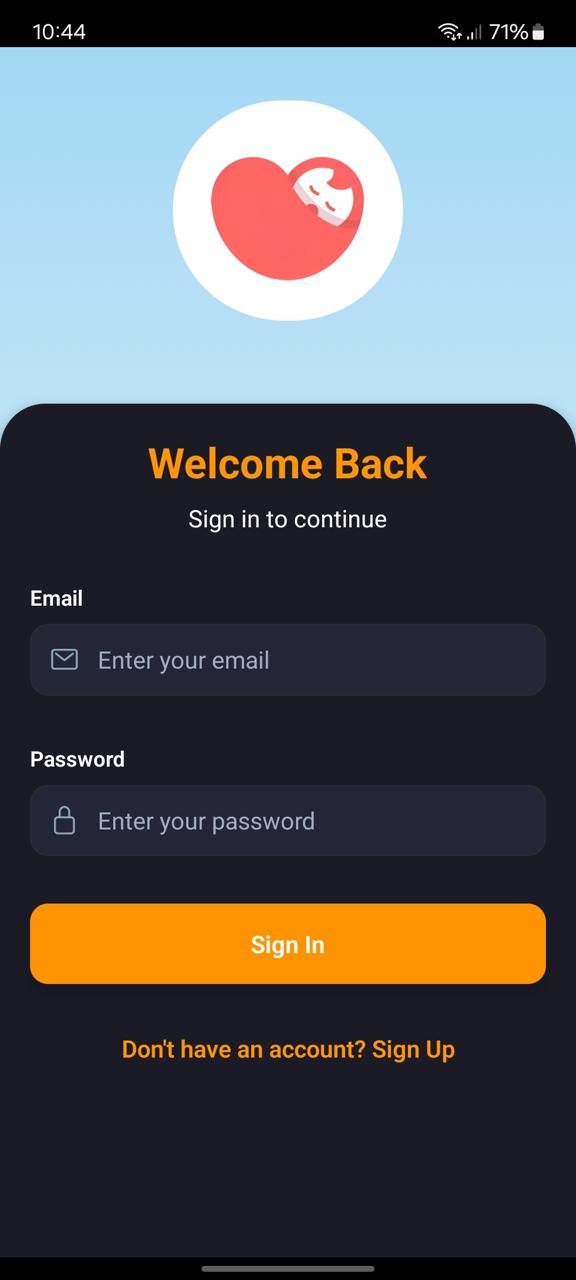 10:44
71%
Welcome Back
Sign in to continue
Email
Enter your email
Password
Enter your password
Sign In
Don't have an account? Sign Up